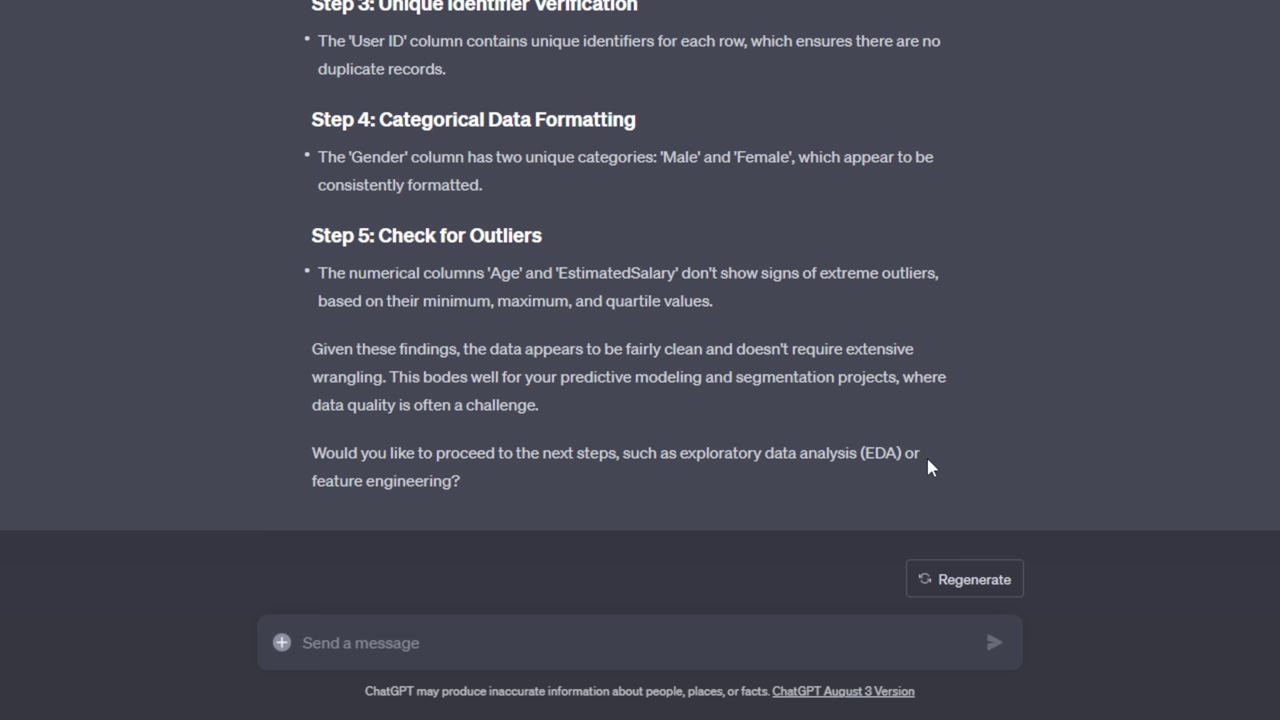 Step 3: Unique Identifier Verification
• The 'User ID' column contains unique identifiers for each row, which ensures there are no
duplicate records.
Step 4: Categorical Data Formatting
• The 'Gender' column has two unique categories: 'Male' and 'Female', which appear to be
consistently formatted.
Step 5: Check for Outliers
• The numerical columns 'Age' and 'EstimatedSalary' don't show signs of extreme outliers,
based on their minimum, maximum, and quartile values.
Given these findings, the data appears to be fairly clean and doesn't require extensive
wrangling. This bodes well for your predictive modeling and segmentation projects, where
data quality is often a challenge.
Would you like to proceed to the next steps, such as exploratory data analysis (EDA) or
feature engineering?
Regenerate
Send a message
ChatGPT may produce inaccurate information about people, places, or facts. ChatGPT August 3 Version